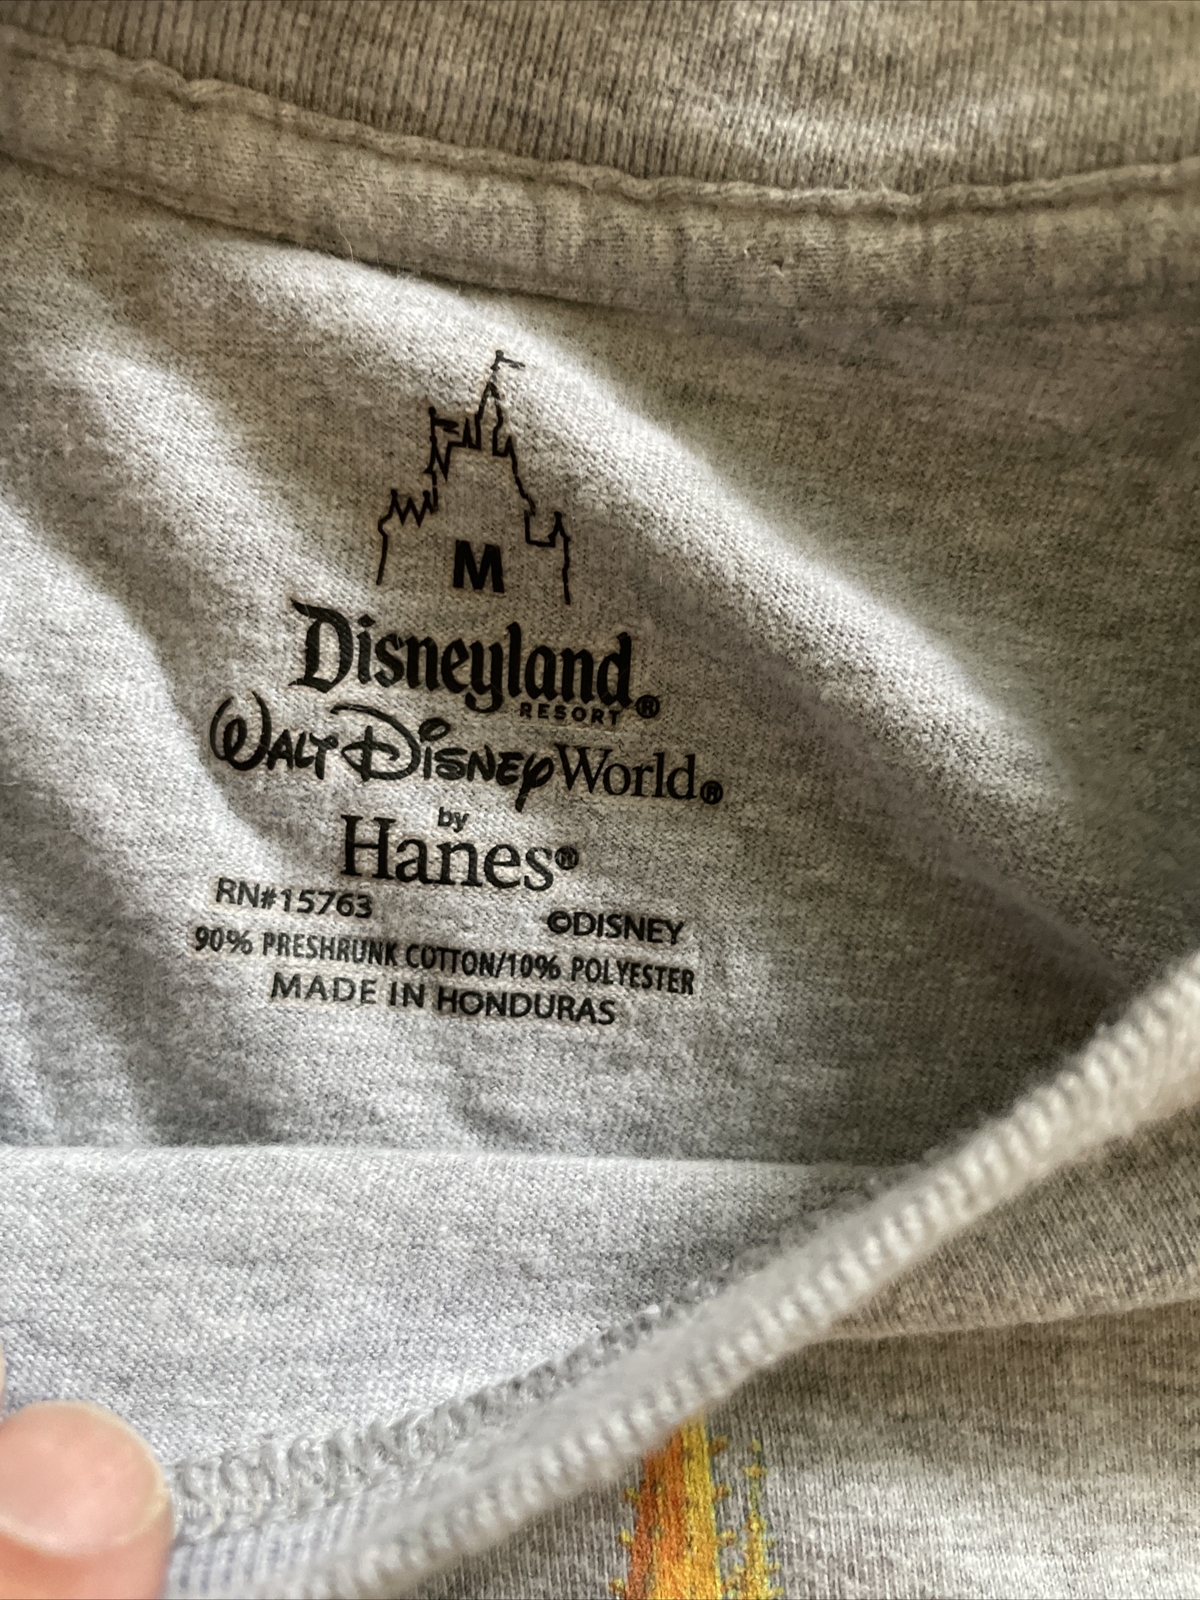 M
Disneyland®
RESORT
WALT DISNEY World®
by
Hanes®
RN#15763
©DISNEY
90% PRESHRUNK COTTON/10% POLYESTER
MADE IN HONDURAS